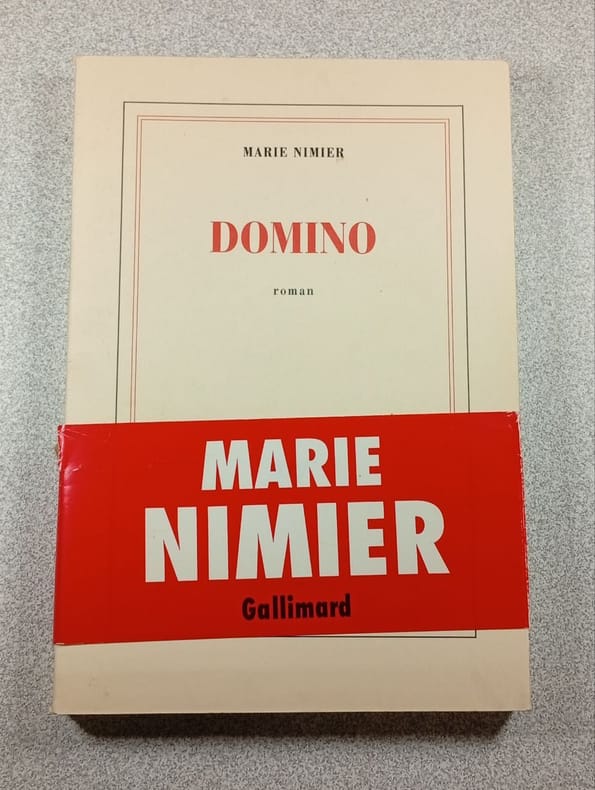 MARIE NIMIER
DOMINO
roman
MARIE
NIMIER
Gallimard